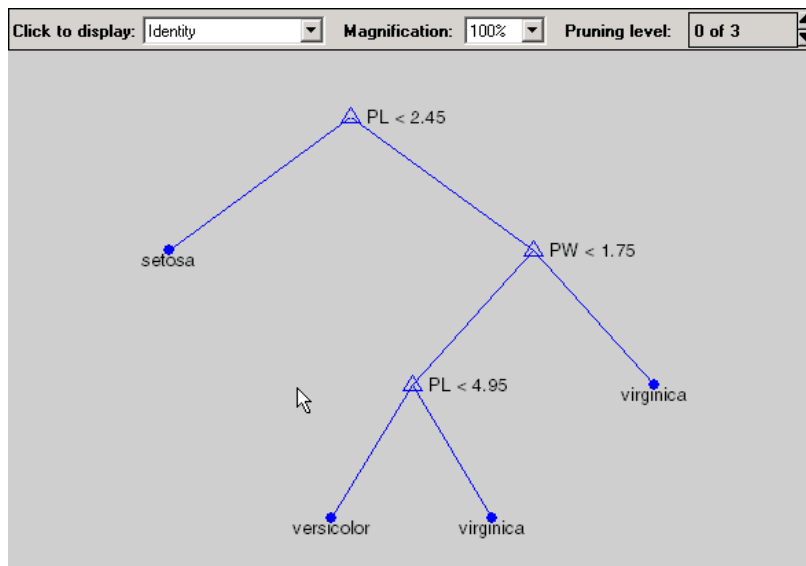 Click to display: Identity Magnification: 100% Pruning level: 0 of 3
PL < 2.45
setosa
PW < 1.75
PL < 4.95
virginica
versicolor
virginica